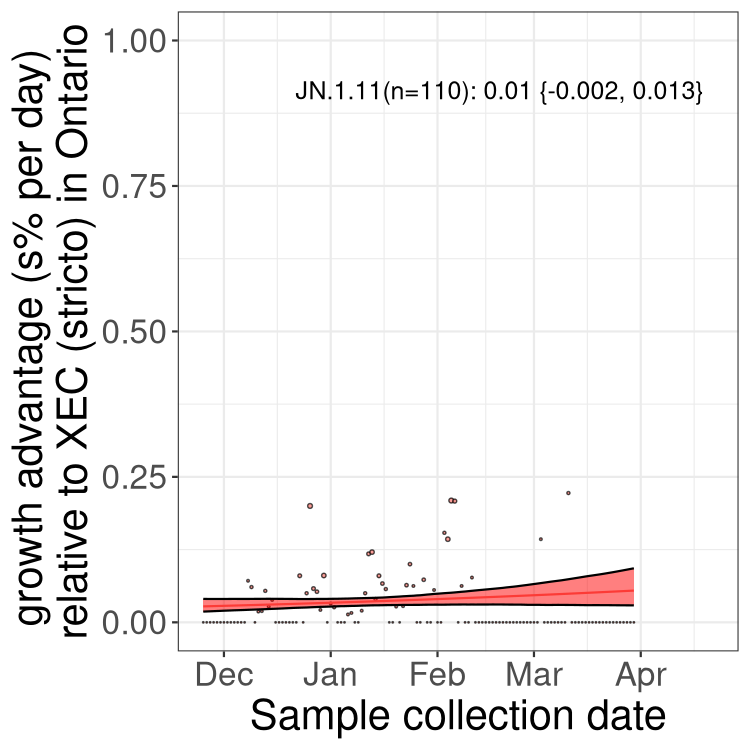 growth advantage (s% per day)
relative to XEC (stricto) in Ontario
1.00
0.75
0.50
0.25
0.00
JN.1.11(n=110): 0.01 {-0.002, 0.013}
Dec Jan Feb Mar Apr
Sample collection date